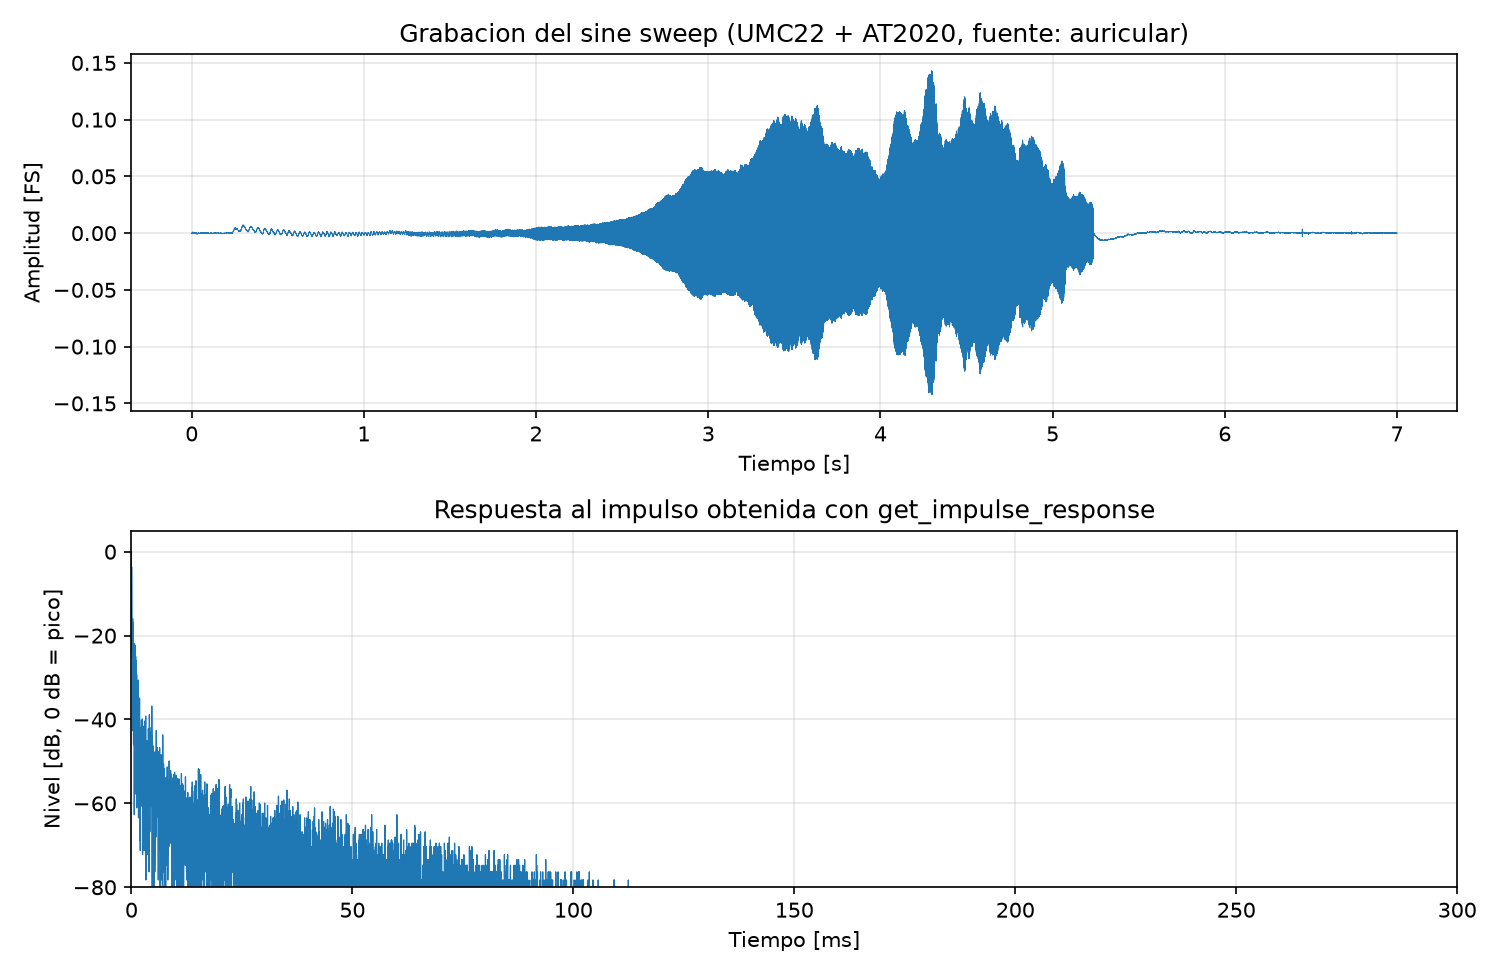 Grabacion del sine sweep (UMC22 + AT2020, fuente: auricular)
Amplitud [FS]
0.15
0.10
0.05
0.00
−0.05
−0.10
−0.15
0 1 2 3 4 5 6 7
Tiempo [s]
Respuesta al impulso obtenida con get_impulse_response
Nivel [dB, 0 dB = pico]
0
−20
−40
−60
−80
0 50 100 150 200 250 300
Tiempo [ms]